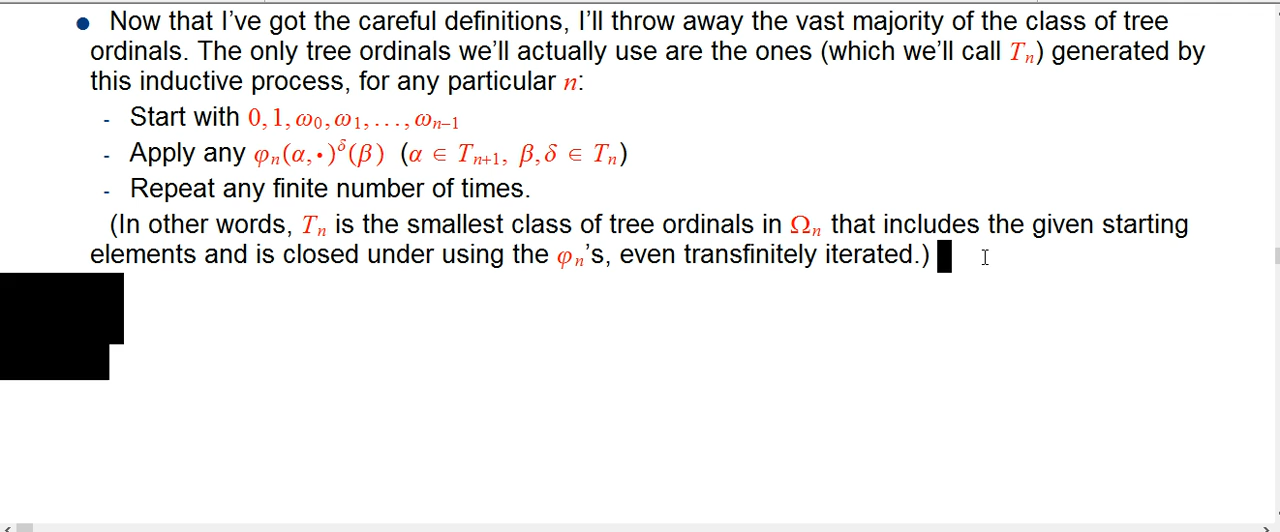 ● Now that I've got the careful definitions, I'll throw away the vast majority of the class of tree
ordinals. The only tree ordinals we'll actually use are the ones (which we'll call Tₙ) generated by
this inductive process, for any particular n:
- Start with 0, 1, ω₀, ω₁, . . . , ωₙ₋₁
- Apply any φₙ(α, •)^δ(β) (α ∈ Tₙ₊₁, β, δ ∈ Tₙ)
- Repeat any finite number of times.
(In other words, Tₙ is the smallest class of tree ordinals in Ωₙ that includes the given starting
elements and is closed under using the φₙ's, even transfinitely iterated.)